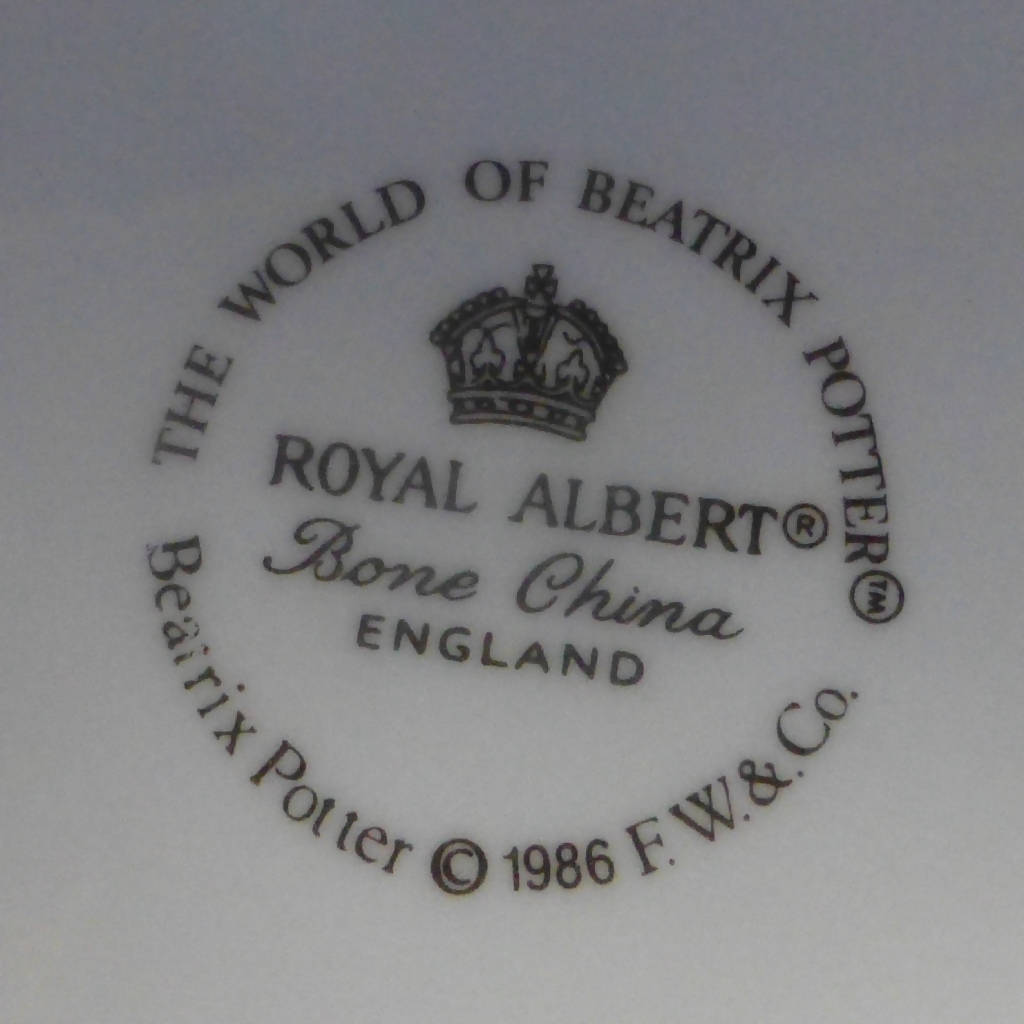 THE WORLD OF BEATRIX POTTER™
ROYAL ALBERT®
Bone China
ENGLAND
Beatrix Potter © 1986 F.W.&.Co.